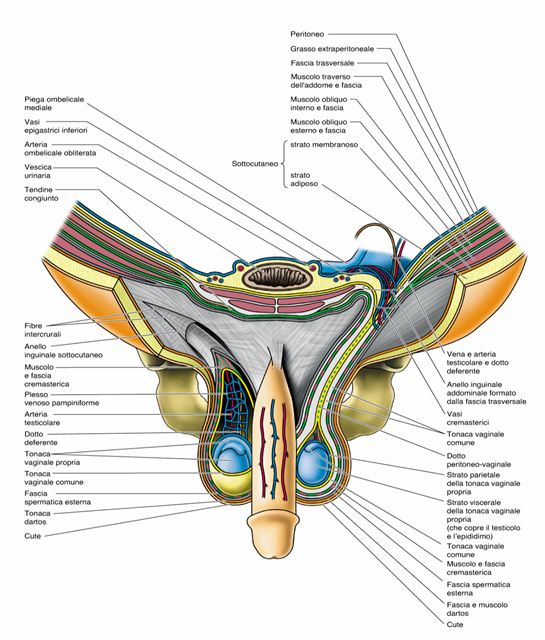 Peritoneo
Grasso extraperitoneale
Fascia trasversale
Muscolo traverso
dell'addome e fascia
Muscolo obliquo
interno e fascia
Muscolo obliquo
esterno e fascia
Sottocutaneo
strato membranoso
strato
adiposo
Piega ombelicale
mediale
Vasi
epigastrici inferiori
Arteria
ombelicale obliterata
Vescica
urinaria
Tendine
congiunto
Fibre
intercrurali
Anello
inguinale sottocutaneo
Muscolo
e fascia
cremasterica
Plesso
venoso pampiniforme
Arteria
testicolare
Dotto
deferente
Tonaca
vaginale propria
Tonaca
vaginale comune
Fascia
spermatica esterna
Tonaca
dartos
Cute
Vena e arteria
testicolare e dotto
deferente
Anello inguinale
addominale formato
dalla fascia trasversale
Vasi
cremasterici
Tonaca vaginale
comune
Dotto
peritoneo-vaginale
Strato parietale
della tonaca vaginale
propria
Strato viscerale
della tonaca vaginale
propria
(che copre il testicolo
e l'epididimo)
Tonaca vaginale
comune
Muscolo e fascia
cremasterica
Fascia spermatica
esterna
Fascia e muscolo
dartos
Cute